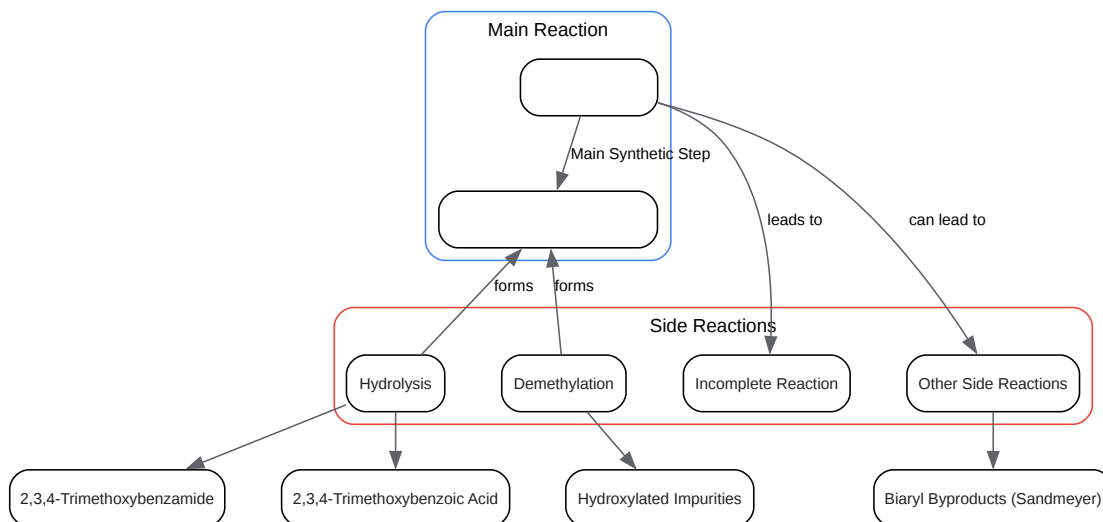 Main Reaction
Main Synthetic Step
leads to
can lead to
forms
forms
Side Reactions
Hydrolysis
Demethylation
Incomplete Reaction
Other Side Reactions
2,3,4-Trimethoxybenzamide
2,3,4-Trimethoxybenzoic Acid
Hydroxylated Impurities
Biaryl Byproducts (Sandmeyer)